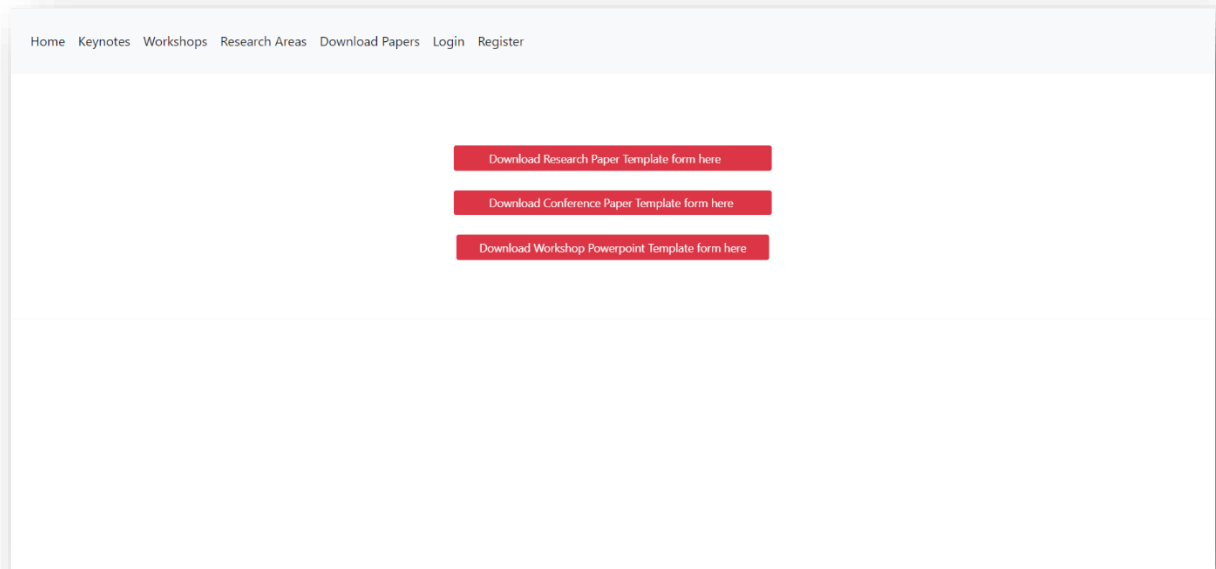 Home Keynotes Workshops Research Areas Download Papers Login Register
Download Research Paper Template form here
Download Conference Paper Template form here
Download Workshop Powerpoint Template form here